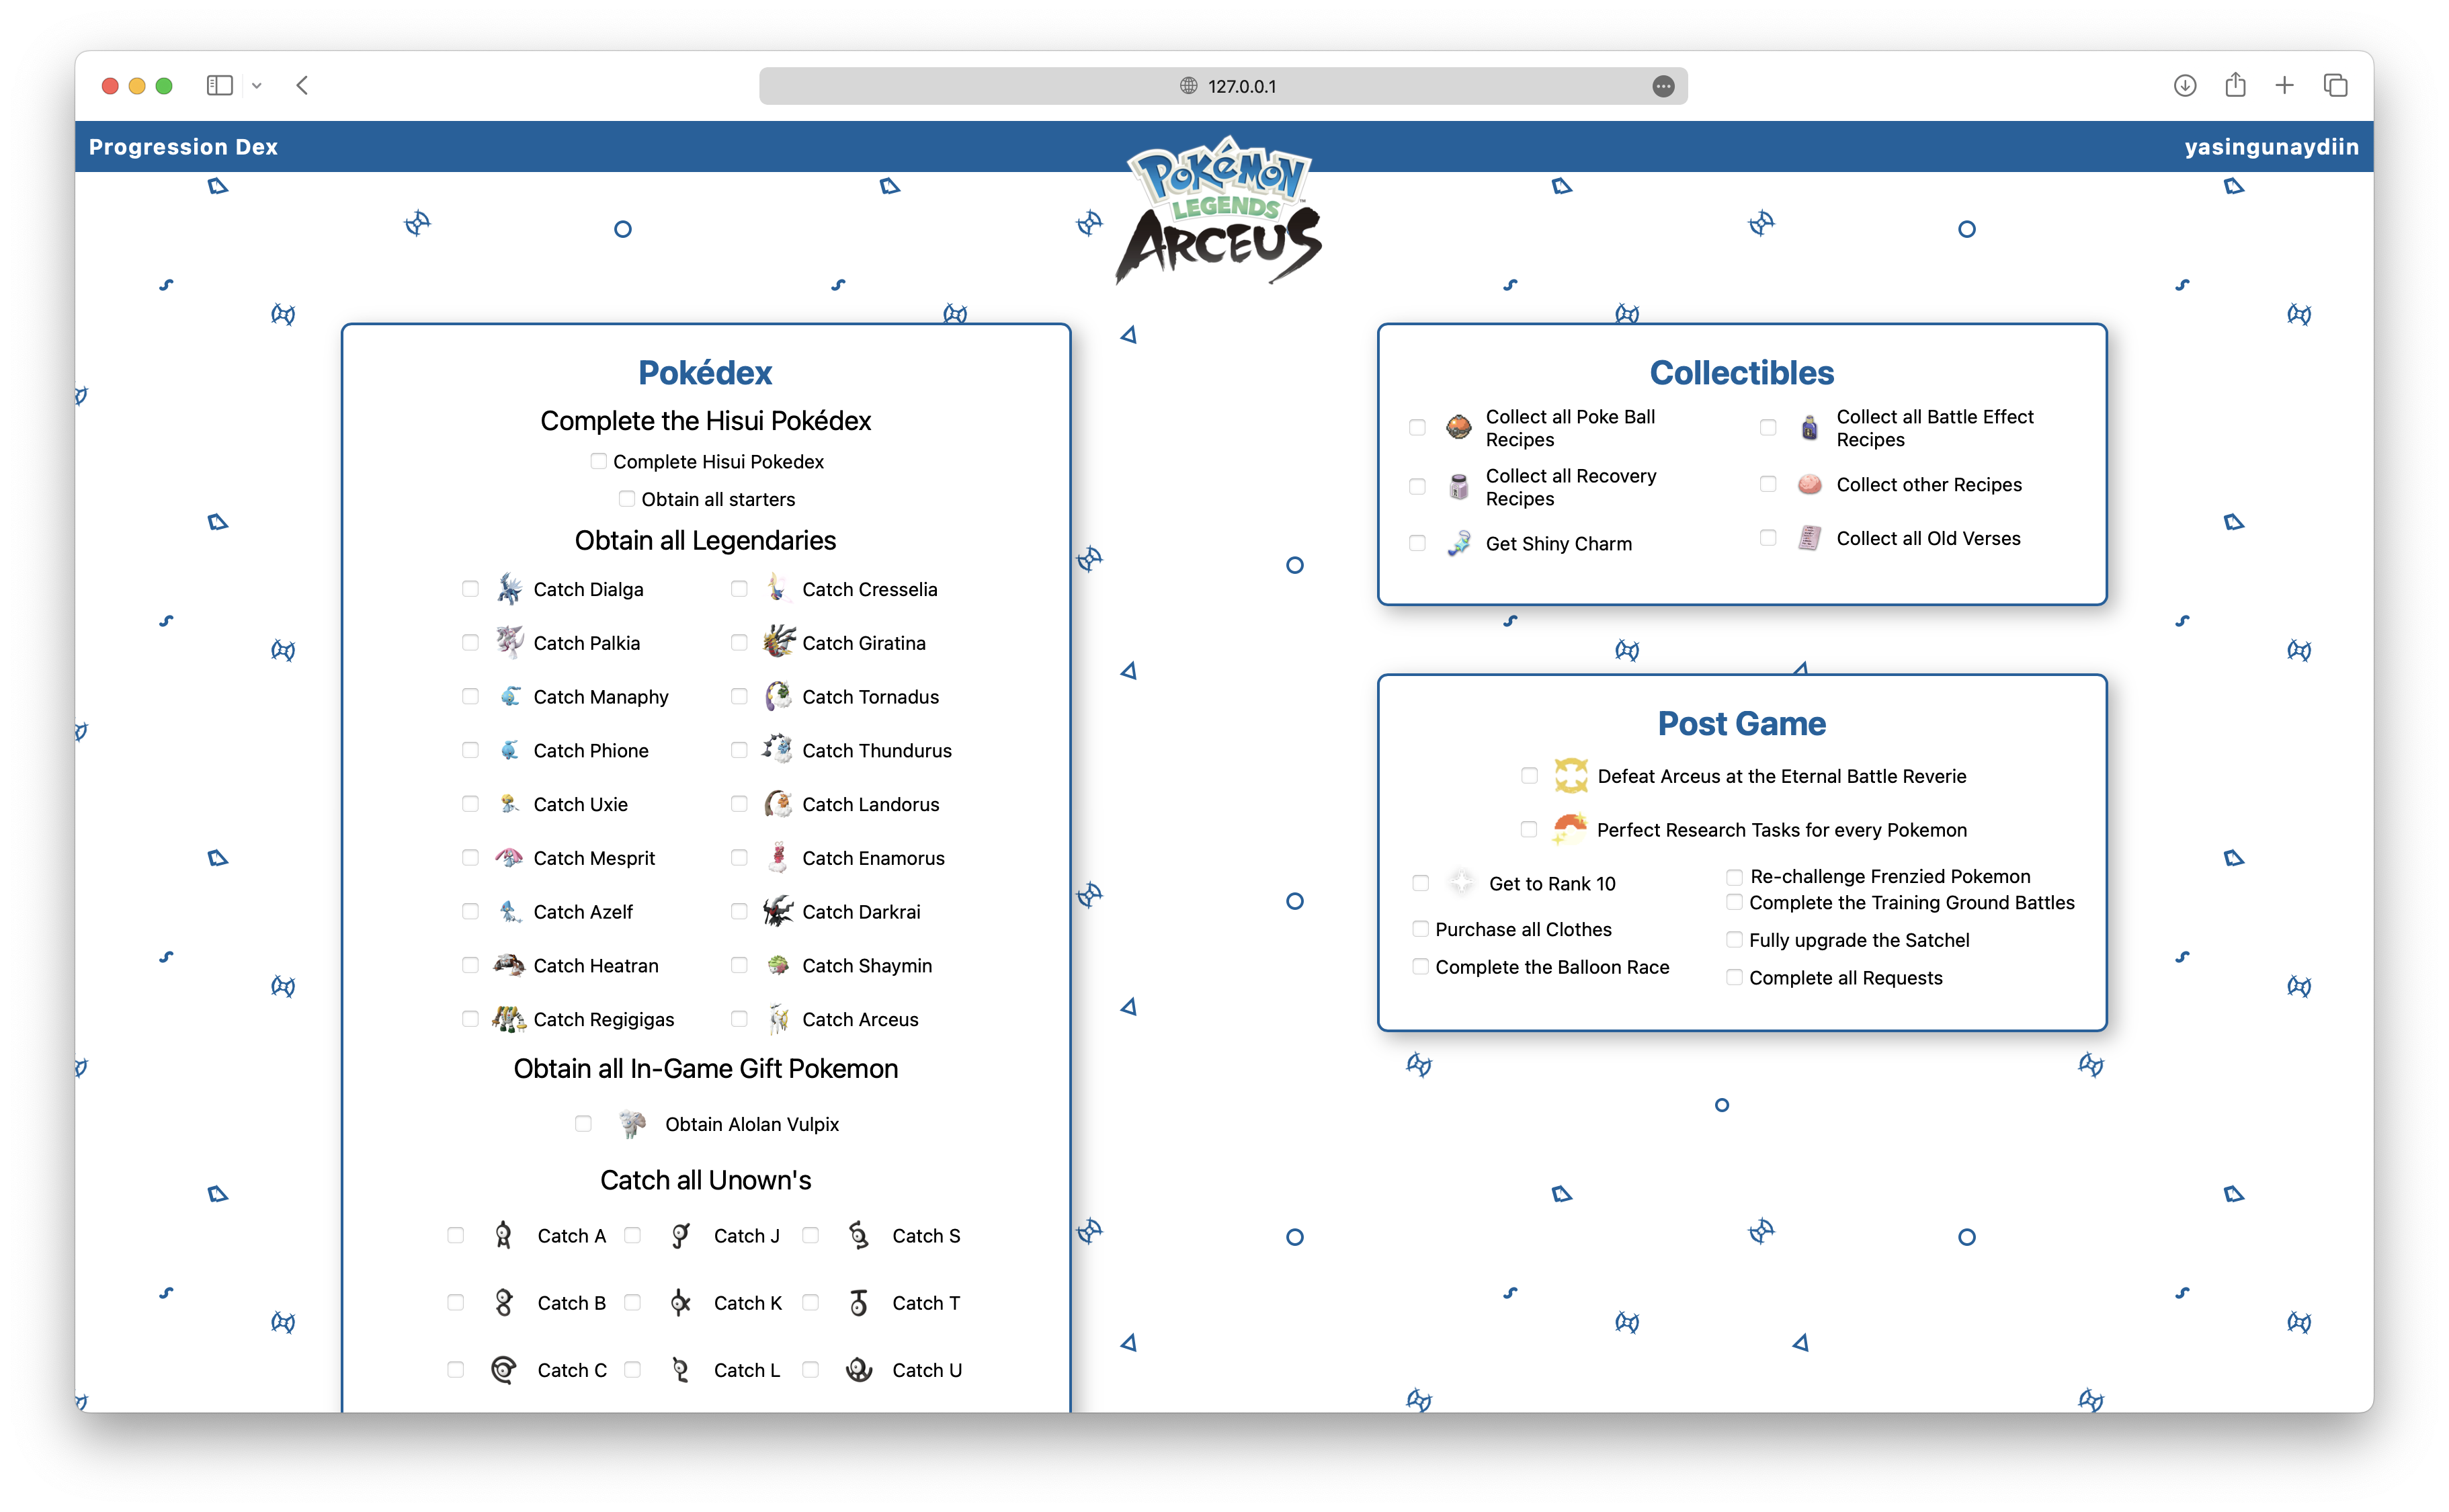 127.0.0.1
Progression Dex
yasingunaydiin
POKéMON
LEGENDS
ARCEUS
Pokédex
Complete the Hisui Pokédex
Complete Hisui Pokedex
Obtain all starters
Obtain all Legendaries
Catch Dialga
Catch Cresselia
Catch Palkia
Catch Giratina
Catch Manaphy
Catch Tornadus
Catch Phione
Catch Thundurus
Catch Uxie
Catch Landorus
Catch Mesprit
Catch Enamorus
Catch Azelf
Catch Darkrai
Catch Heatran
Catch Shaymin
Catch Regigigas
Catch Arceus
Obtain all In-Game Gift Pokemon
Obtain Alolan Vulpix
Catch all Unown's
Catch A
Catch J
Catch S
Catch B
Catch K
Catch T
Catch C
Catch L
Catch U
Collectibles
Collect all Poke Ball
Recipes
Collect all Battle Effect
Recipes
Collect all Recovery
Recipes
Collect other Recipes
Get Shiny Charm
Collect all Old Verses
Post Game
Defeat Arceus at the Eternal Battle Reverie
Perfect Research Tasks for every Pokemon
Get to Rank 10
Purchase all Clothes
Complete the Balloon Race
Re-challenge Frenzied Pokemon
Complete the Training Ground Battles
Fully upgrade the Satchel
Complete all Requests